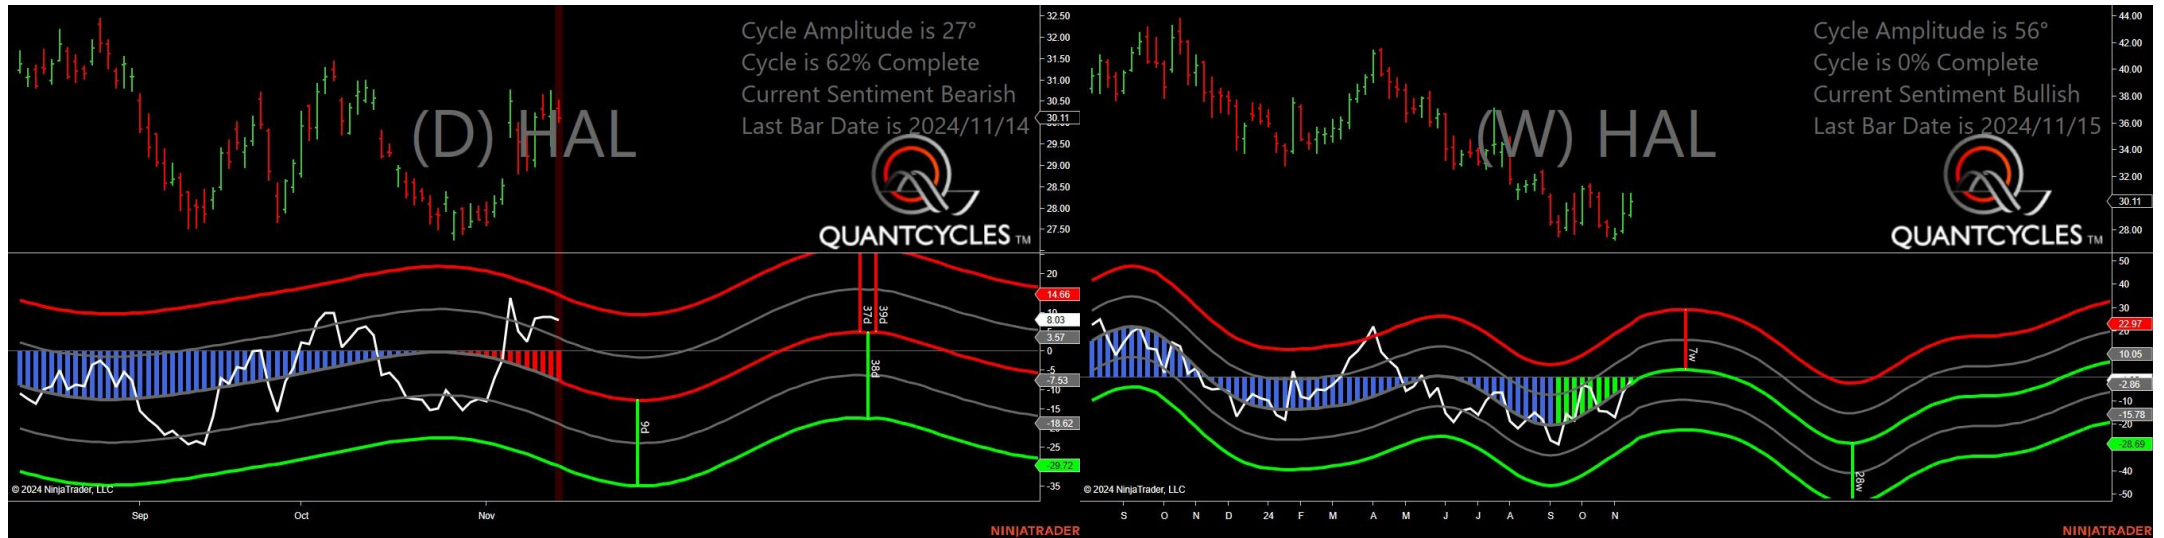 Cycle Amplitude is 27°
Cycle is 62% Complete
Current Sentiment Bearish
Last Bar Date is 2024/11/14
(D) HAL
QUANTCYCLES TM
32.50
32.00
31.50
31.00
30.50
30.11
29.50
29.00
28.50
28.00
27.50
20
14.66
8.03
3.57
0
-5
-7.53
-10
-15
-18.62
-25
-29.72
-35
9d
37d
39d
38d
© 2024 NinjaTrader, LLC
Sep Oct Nov
NINJATRADER
Cycle Amplitude is 56°
Cycle is 0% Complete
Current Sentiment Bullish
Last Bar Date is 2024/11/15
(W) HAL
QUANTCYCLES TM
44.00
42.00
40.00
38.00
36.00
34.00
32.00
30.11
28.00
50
40
30
22.97
10.05
-2.86
-10
-15.78
-20
-28.69
-40
-50
7w
28w
© 2024 NinjaTrader, LLC
S O N D 24 F M A M J J A S O N
NINJATRADER